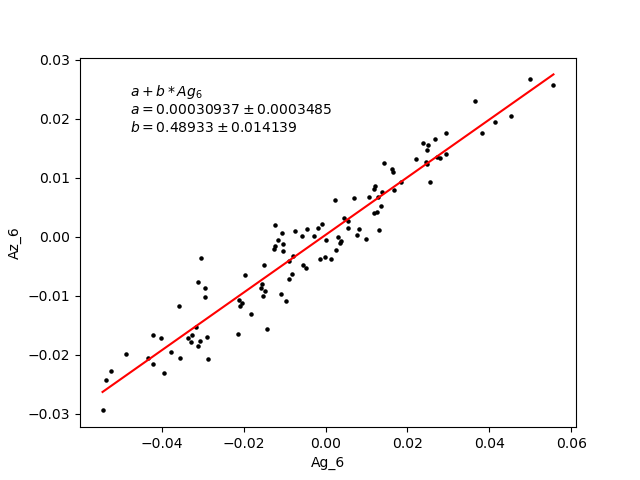 0.03
0.02
0.01
0.00
−0.01
−0.02
−0.03
Az_6
a + b * Ag₆
a = 0.00030937 ± 0.0003485
b = 0.48933 ± 0.014139
−0.04 −0.02 0.00 0.02 0.04 0.06
Ag_6